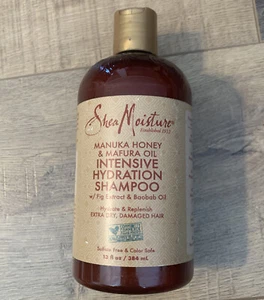 SheaMoisture
Established 1912
MANUKA HONEY
& MAFURA OIL
INTENSIVE
HYDRATION
SHAMPOO
w/ Fig Extract & Baobab Oil
Hydrate & Replenish
EXTRA DRY, DAMAGED HAIR
Sulfate Free & Color Safe
13 fl oz / 384 mL